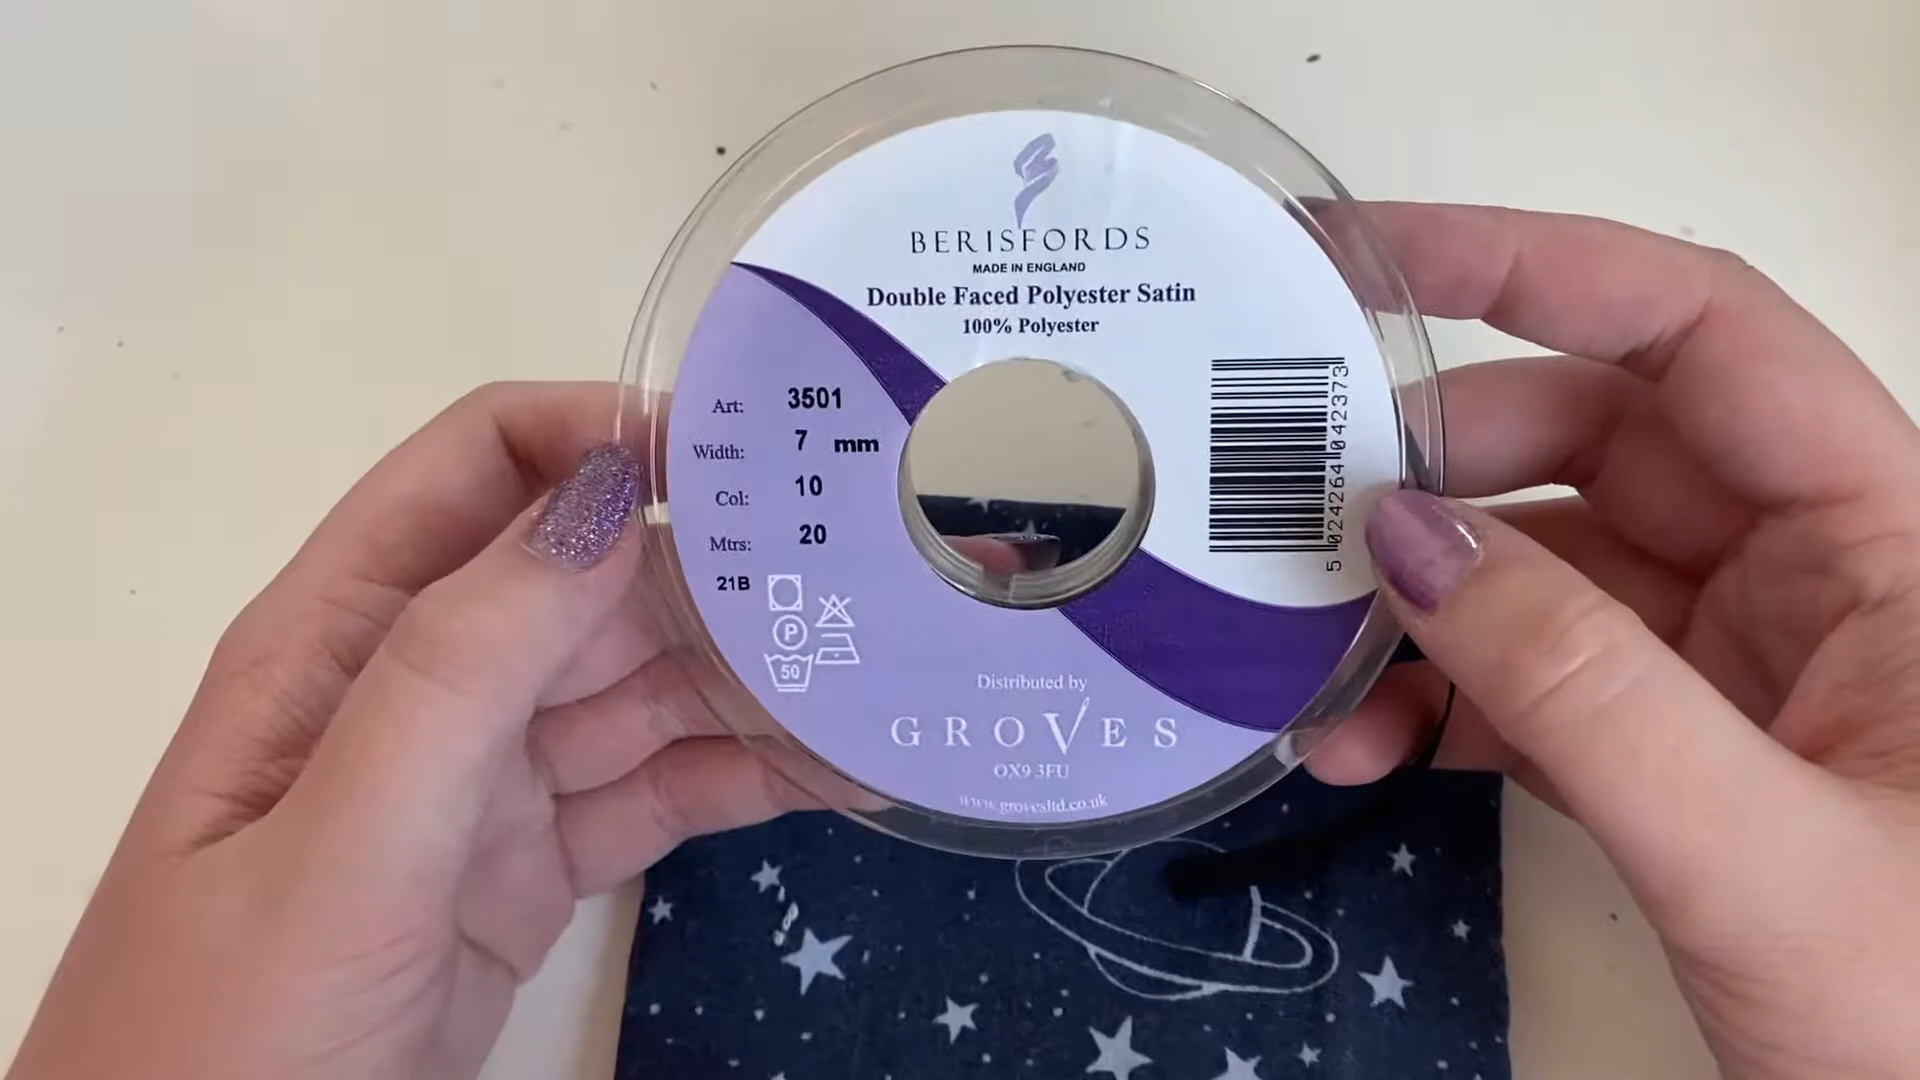 BERISFORDS
MADE IN ENGLAND
Double Faced Polyester Satin
100% Polyester
Art: 3501
Width: 7 mm
Col: 10
Mtrs: 20
21B
P
50
5 024264 042373
Distributed by
GROVES
OX9 3FU
www.grovesltd.co.uk